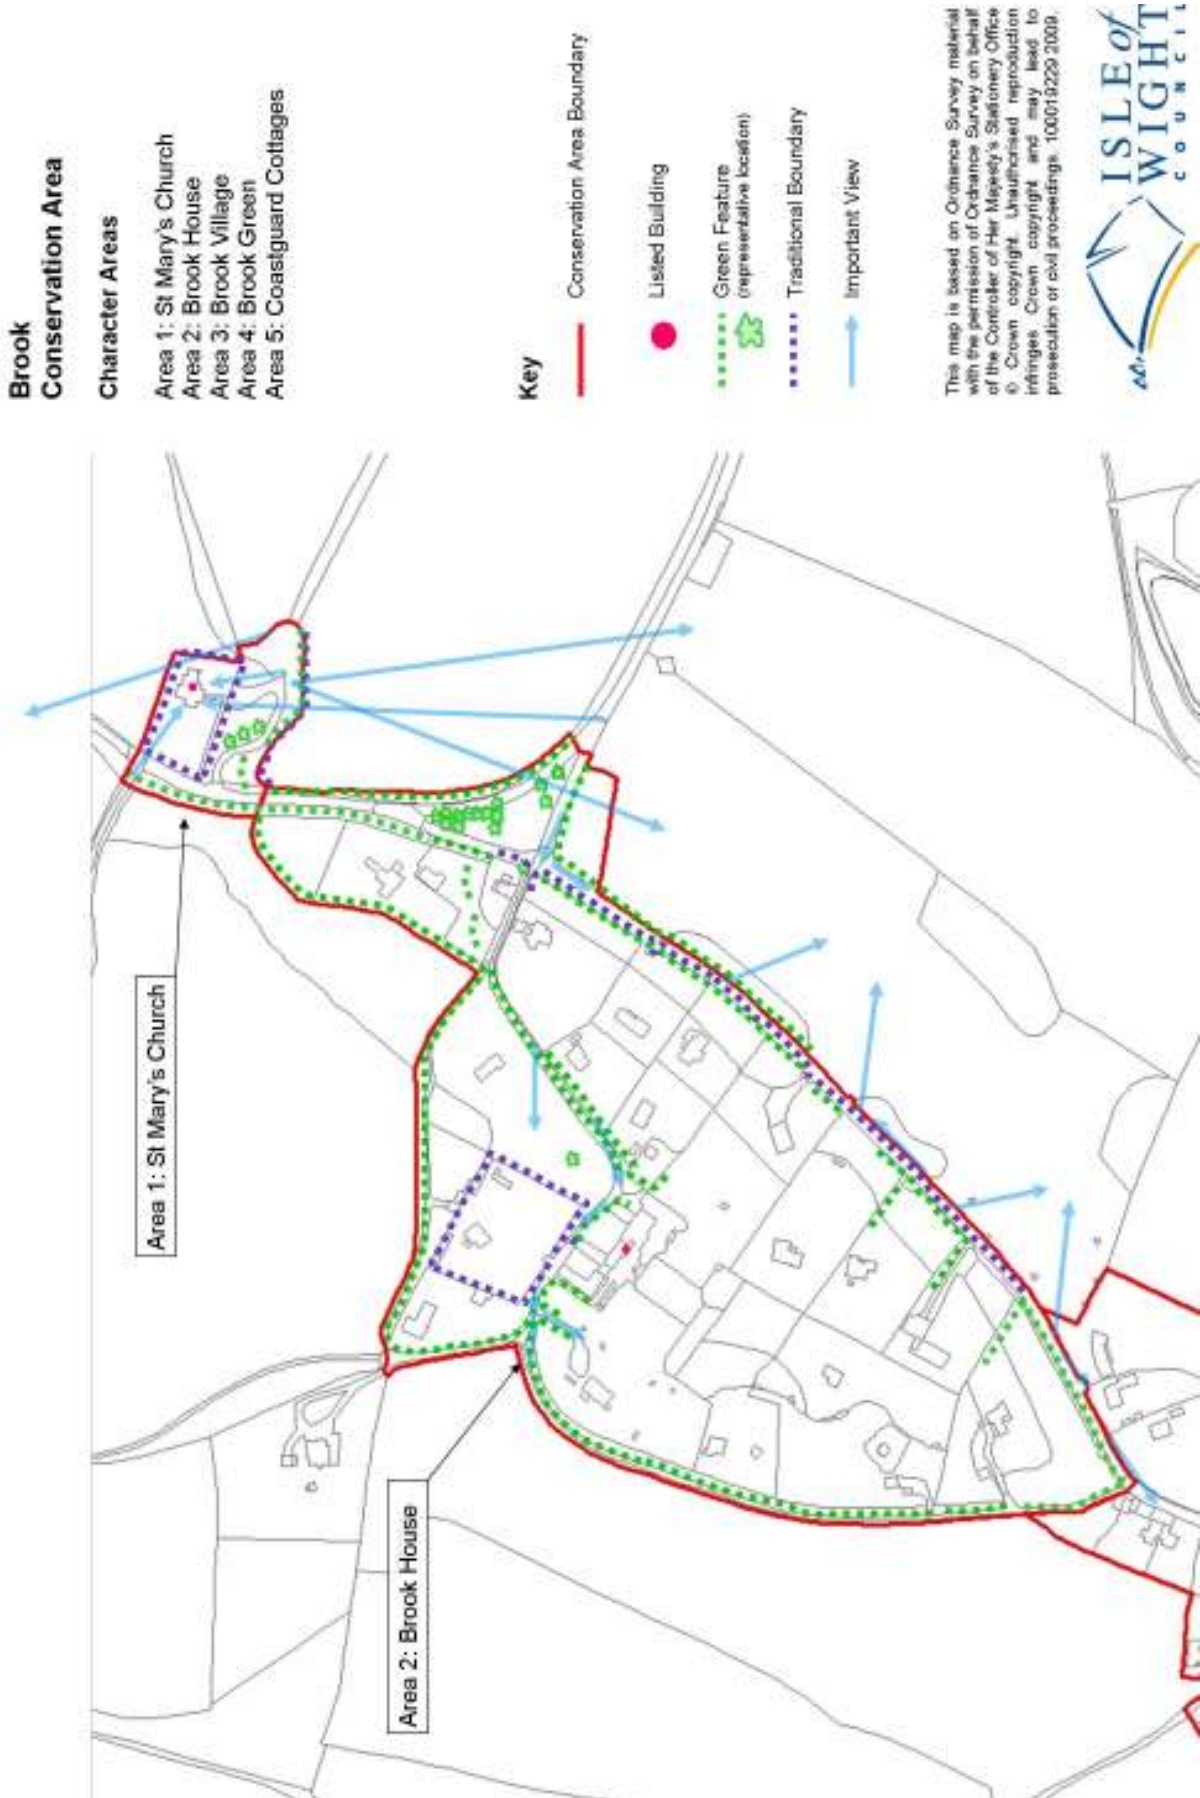 Brook
Conservation Area
Character Areas
Area 1: St Mary's Church
Area 2: Brook House
Area 3: Brook Village
Area 4: Brook Green
Area 5: Coastguard Cottages
Key
Conservation Area Boundary
Listed Building
Green Feature
(representative location)
Traditional Boundary
Important View
This map is based on Ordnance Survey material
with the permission of Ordnance Survey on behalf
of the Controller of Her Majesty's Stationery Office
© Crown copyright. Unauthorised reproduction
infringes Crown copyright and may lead to
prosecution or civil proceedings. 100019229 2009.
ISLE of
WIGHT
COUNCIL
Area 1: St Mary's Church
Area 2: Brook House